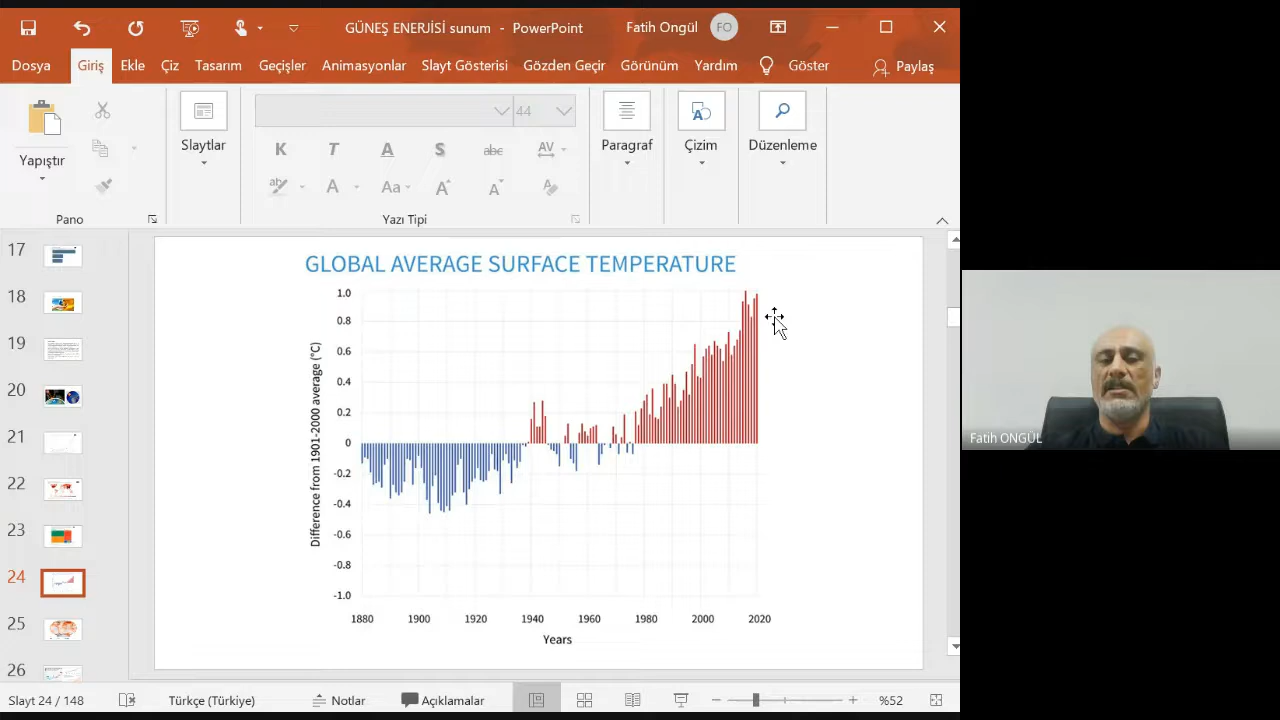 GÜNEŞ ENERJİSİ sunum - PowerPoint
Fatih Ongül
FO
Dosya
Giriş
Ekle
Çiz
Tasarım
Geçişler
Animasyonlar
Slayt Gösterisi
Gözden Geçir
Görünüm
Yardım
Göster
Paylaş
Yapıştır
Slaytlar
44
K
T
A
S
abc
AV
ab
A
Aa
A
A
A
Paragraf
Çizim
Düzenleme
Pano
Yazı Tipi
17
18
19
20
21
22
23
24
25
26
GLOBAL AVERAGE SURFACE TEMPERATURE
Difference from 1901-2000 average (°C)
1.0
0.8
0.6
0.4
0.2
0
-0.2
-0.4
-0.6
-0.8
-1.0
1880 1900 1920 1940 1960 1980 2000 2020
Years
Fatih ONGÜL
Slayt 24 / 148
Türkçe (Türkiye)
Notlar
Açıklamalar
%52